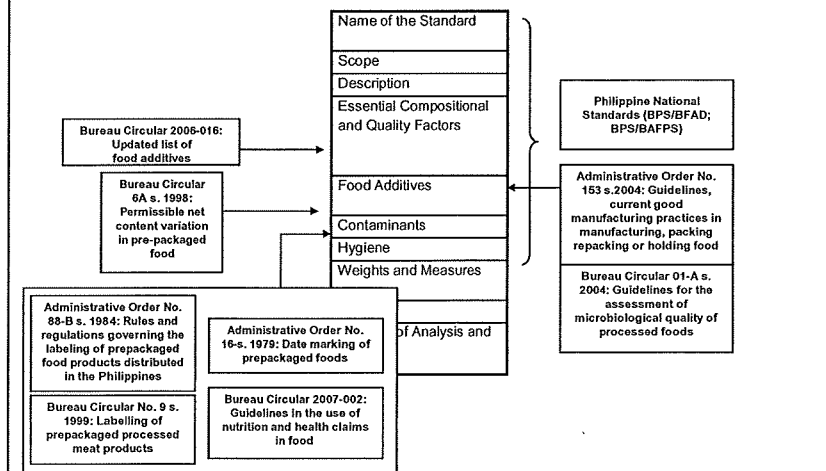 Name of the Standard
Scope
Description
Essential Compositional
and Quality Factors
Food Additives
Contaminants
Hygiene
Weights and Measures
of Analysis and
Bureau Circular 2006-016:
Updated list of
food additives
Bureau Circular
6A s. 1998:
Permissible net
content variation
in pre-packaged
food
Philippine National
Standards (BPS/BFAD;
BPS/BAFPS)
Administrative Order No.
153 s.2004: Guidelines,
current good
manufacturing practices in
manufacturing, packing
repacking or holding food
Bureau Circular 01-A s.
2004: Guidelines for the
assessment of
microbiological quality of
processed foods
Administrative Order No.
88-B s. 1984: Rules and
regulations governing the
labeling of prepackaged
food products distributed
in the Philippines
Administrative Order No.
16-s. 1979: Date marking of
prepackaged foods
Bureau Circular No. 9 s.
1999: Labelling of
prepackaged processed
meat products
Bureau Circular 2007-002:
Guidelines in the use of
nutrition and health claims
in food